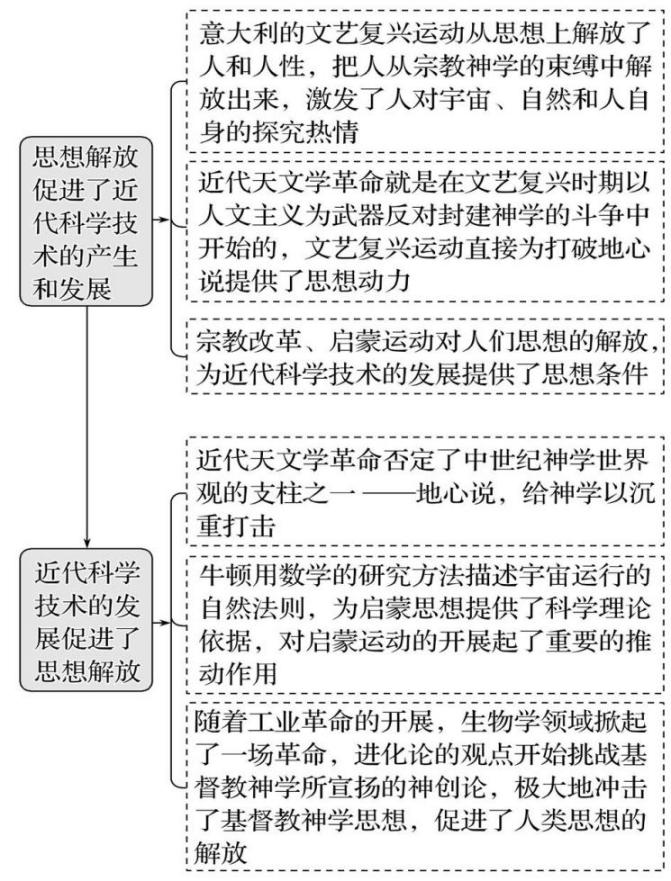 思想解放
促进了近
代科学技
术的产生
和发展
意大利的文艺复兴运动从思想上解放了
人和人性，把人从宗教神学的束缚中解
放出来，激发了人对宇宙、自然和人自
身的探究热情
近代天文学革命就是在文艺复兴时期以
人文主义为武器反对封建神学的斗争中
开始的，文艺复兴运动直接为打破地心
说提供了思想动力
宗教改革、启蒙运动对人们思想的解放，
为近代科学技术的发展提供了思想条件
近代科学
技术的发
展促进了
思想解放
近代天文学革命否定了中世纪神学世界
观的支柱之一 ——地心说，给神学以沉
重打击
牛顿用数学的研究方法描述宇宙运行的
自然法则，为启蒙思想提供了科学理论
依据，对启蒙运动的开展起了重要的推
动作用
随着工业革命的开展，生物学领域掀起
了一场革命，进化论的观点开始挑战基
督教神学所宣扬的神创论，极大地冲击
了基督教神学思想，促进了人类思想的
解放